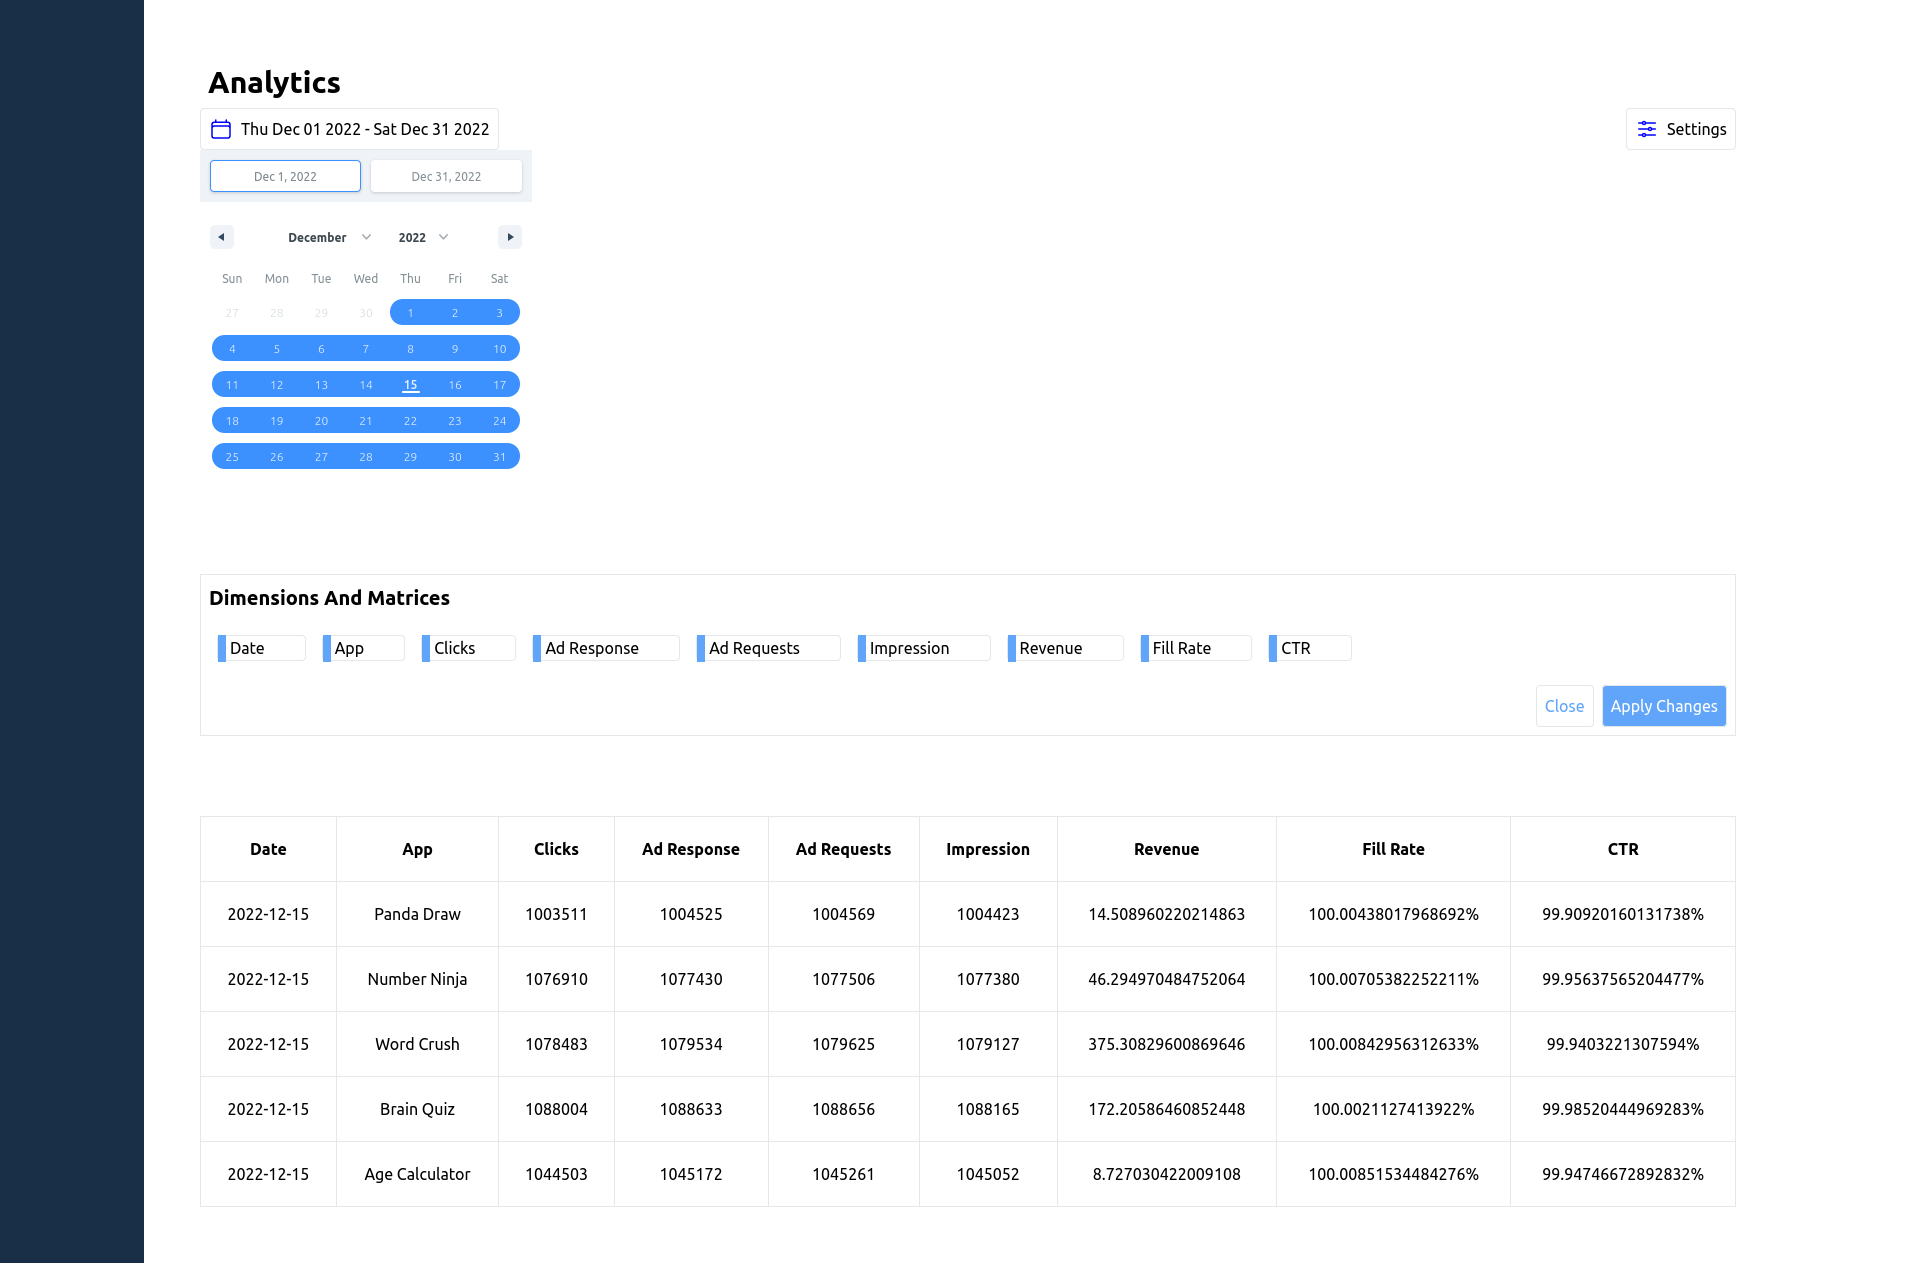 Analytics
Thu Dec 01 2022 - Sat Dec 31 2022
Settings
Dec 1, 2022 Dec 31, 2022
December 2022
Sun Mon Tue Wed Thu Fri Sat
27 28 29 30 1 2 3
4 5 6 7 8 9 10
11 12 13 14 15 16 17
18 19 20 21 22 23 24
25 26 27 28 29 30 31
Dimensions And Matrices
Date App Clicks Ad Response Ad Requests Impression Revenue Fill Rate CTR
Close Apply Changes
Date App Clicks Ad Response Ad Requests Impression Revenue Fill Rate CTR
2022-12-15 Panda Draw 1003511 1004525 1004569 1004423 14.508960220214863 100.00438017968692% 99.90920160131738%
2022-12-15 Number Ninja 1076910 1077430 1077506 1077380 46.294970484752064 100.00705382252211% 99.95637565204477%
2022-12-15 Word Crush 1078483 1079534 1079625 1079127 375.30829600869646 100.00842956312633% 99.9403221307594%
2022-12-15 Brain Quiz 1088004 1088633 1088656 1088165 172.20586460852448 100.0021127413922% 99.98520444969283%
2022-12-15 Age Calculator 1044503 1045172 1045261 1045052 8.727030422009108 100.00851534484276% 99.94746672892832%